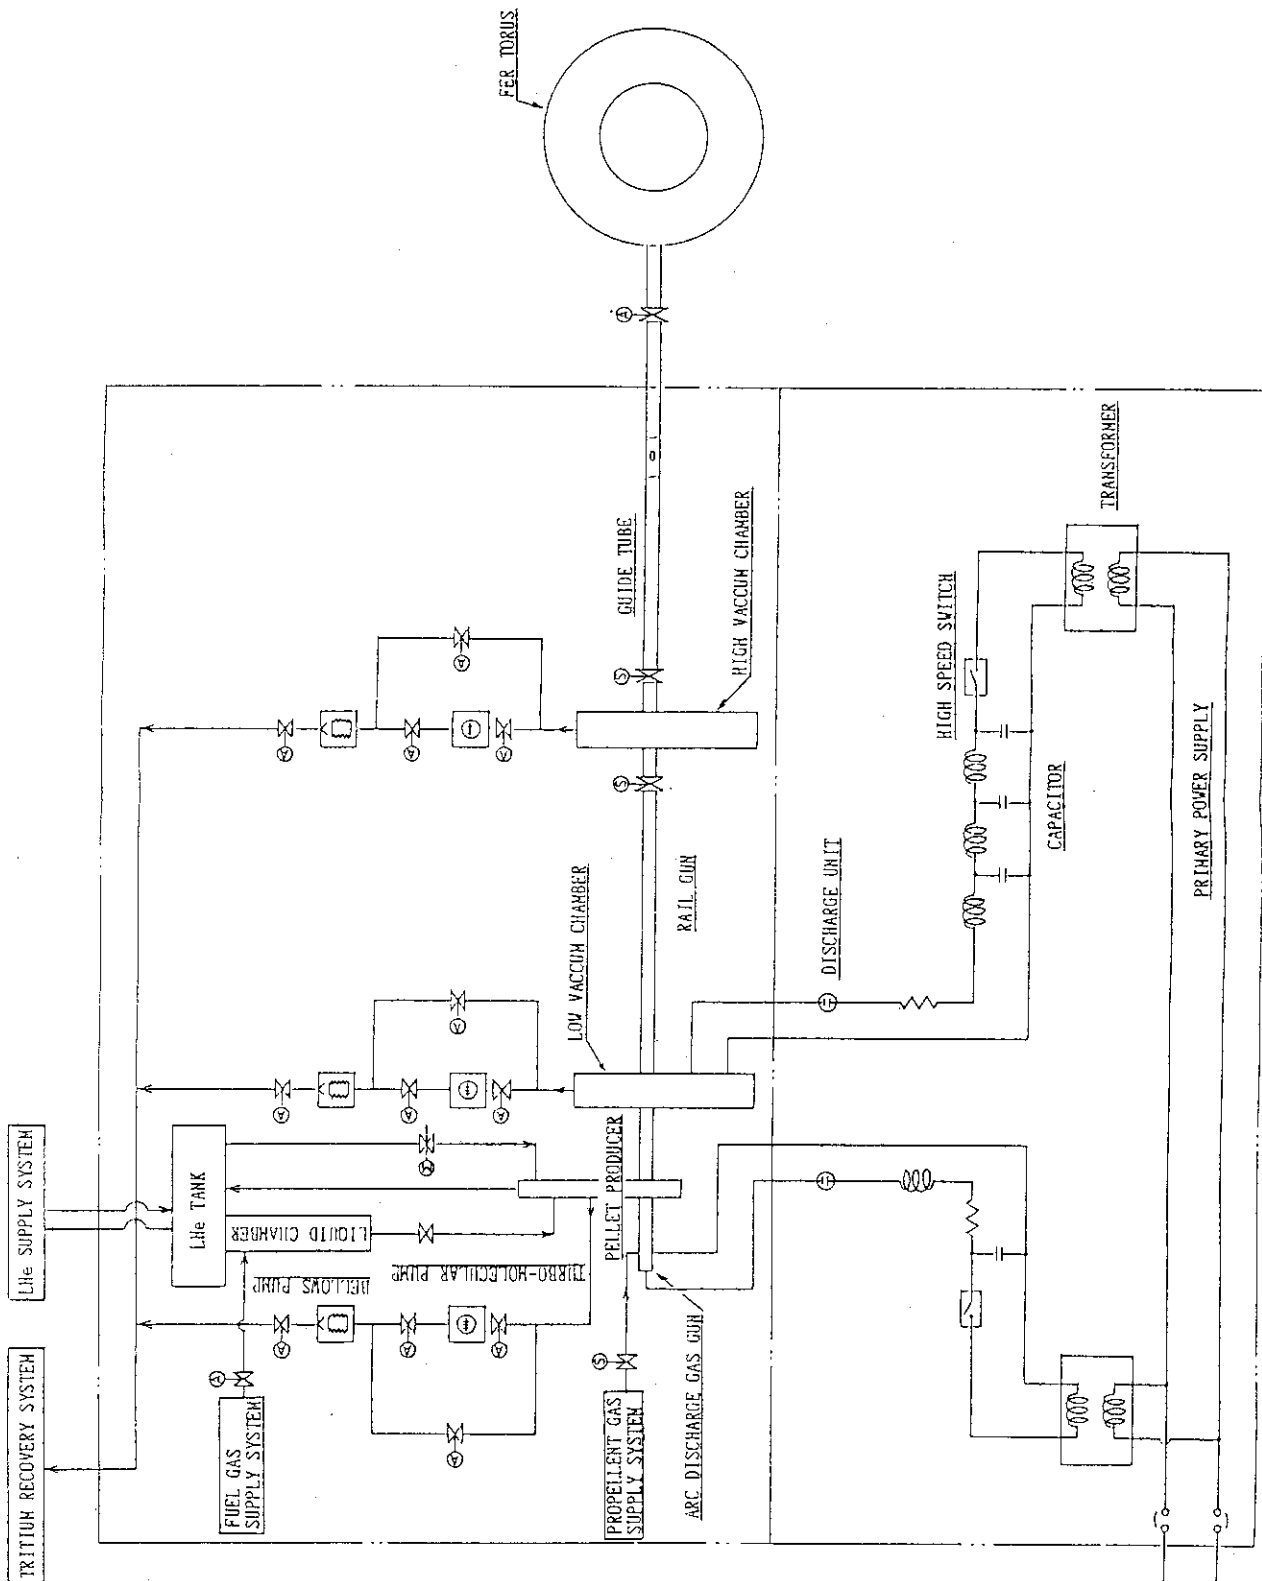 TRITIUM RECOVERY SYSTEM
LHe SUPPLY SYSTEM
LHe TANK
LIQUID CHAMBER
FUEL GAS
SUPPLY SYSTEM
BELLOWS PUMP
TURBO-MOLECULAR PUMP
PELLET PRODUCER
PROPELLENT GAS
SUPPLY SYSTEM
ARC DISCHARGE GAS GUN
LOW VACCUM CHAMBER
RAIL GUN
HIGH VACCUM CHAMBER
GUIDE TUBE
FER TORUS
DISCHARGE UNIT
HIGH SPEED SWITCH
CAPACITOR
TRANSFORMER
PRIMARY POWER SUPPLY
A
A
A
A
A
A
A
A
A
A
A
A
A
A
M
S
S
S